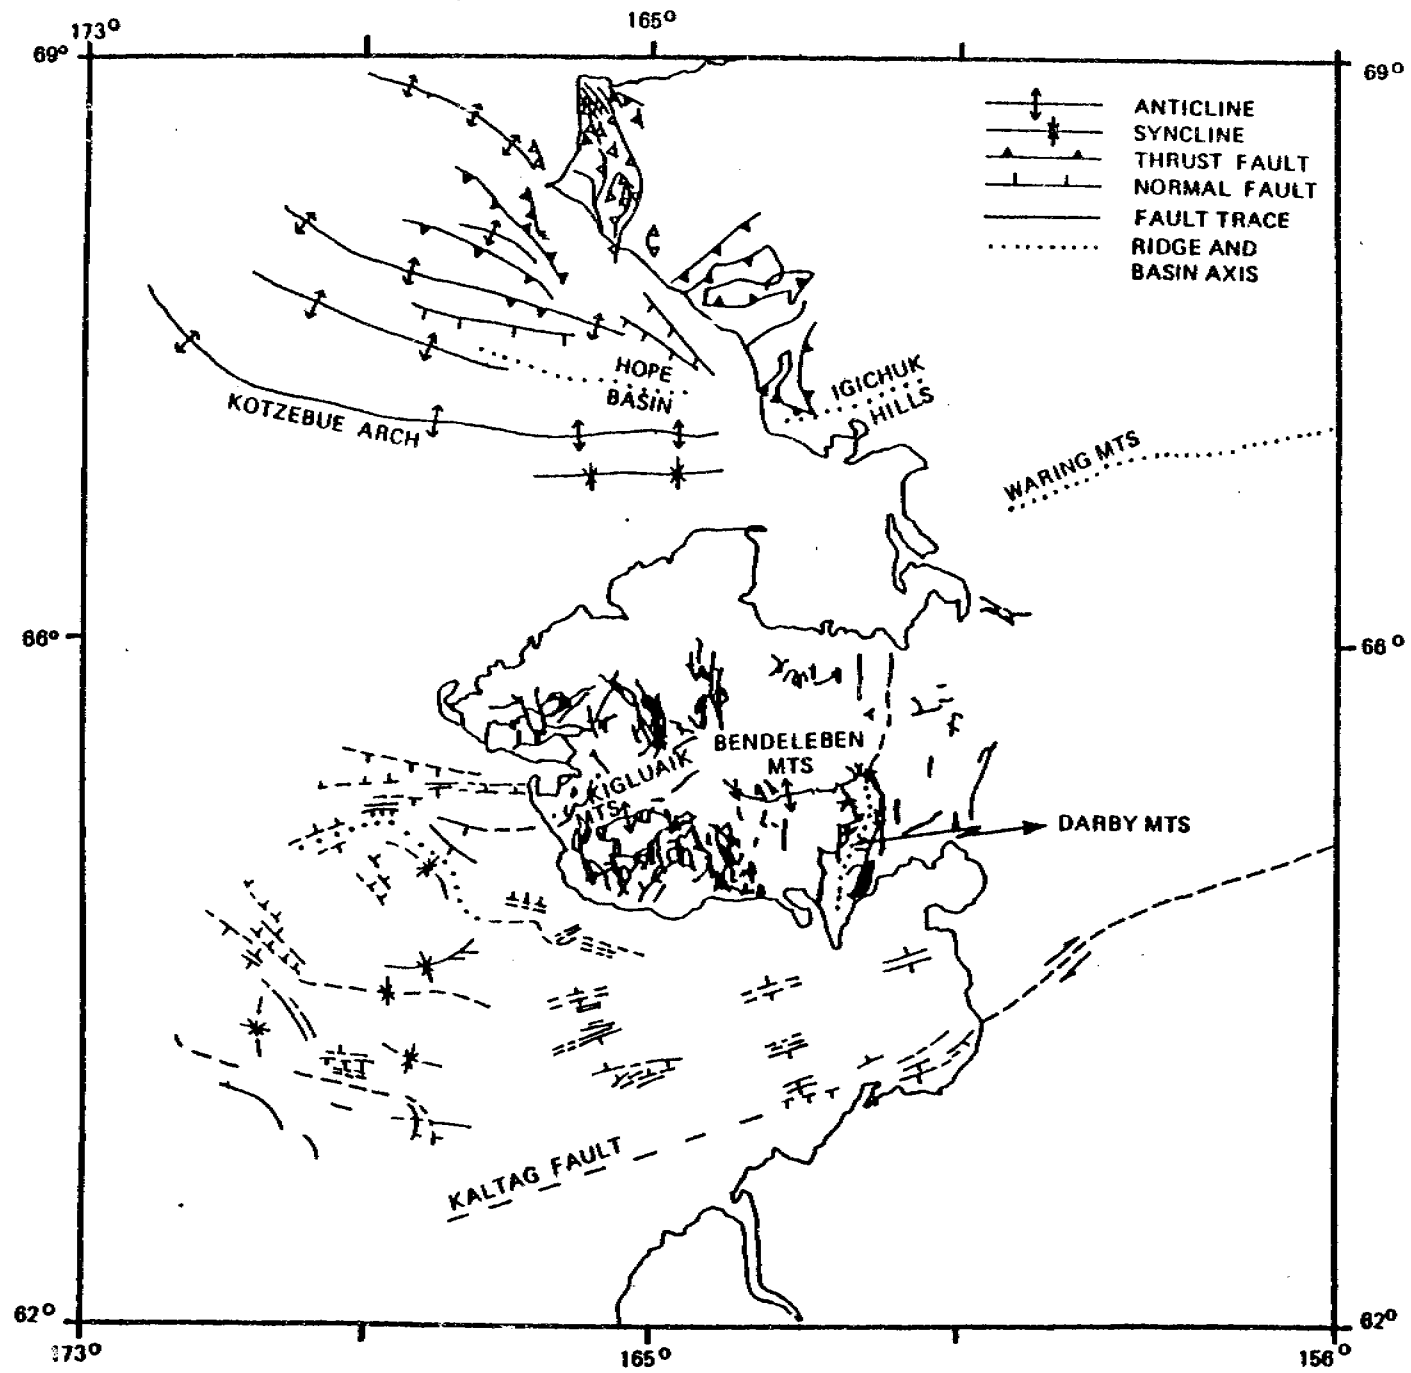 173° 165°
69° 69°
ANTICLINE
SYNCLINE
THRUST FAULT
NORMAL FAULT
FAULT TRACE
RIDGE AND
BASIN AXIS
HOPE
BASIN
IGICHUK
HILLS
KOTZEBUE ARCH
WARING MTS
66° 66°
BENDELEBEN
MTS
KIGLUAIK
MTS
DARBY MTS
KALTAG FAULT
62° 62°
173° 165° 156°